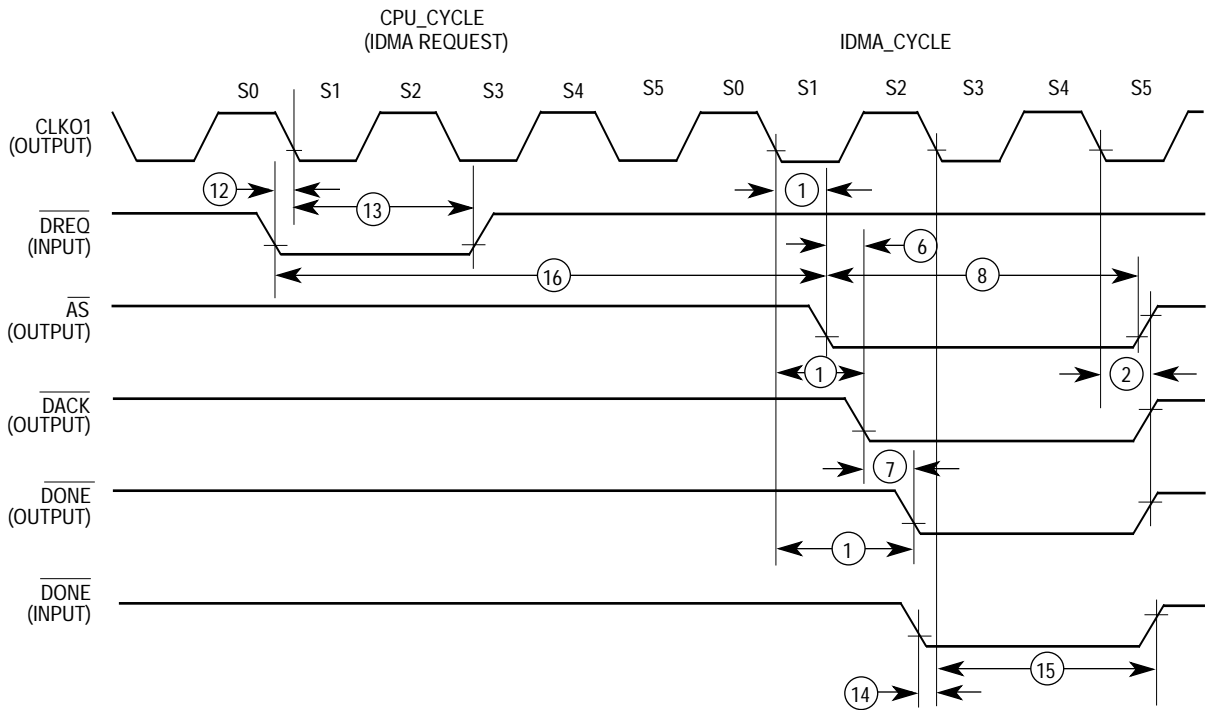 CPU_CYCLE
(IDMA REQUEST)
IDMA_CYCLE
S0 S1 S2 S3 S4 S5 S0 S1 S2 S3 S4 S5
CLKO1
(OUTPUT)
12
13
1
DREQ
(INPUT)
6
16
8
AS
(OUTPUT)
1
2
DACK
(OUTPUT)
7
DONE
(OUTPUT)
1
DONE
(INPUT)
15
14